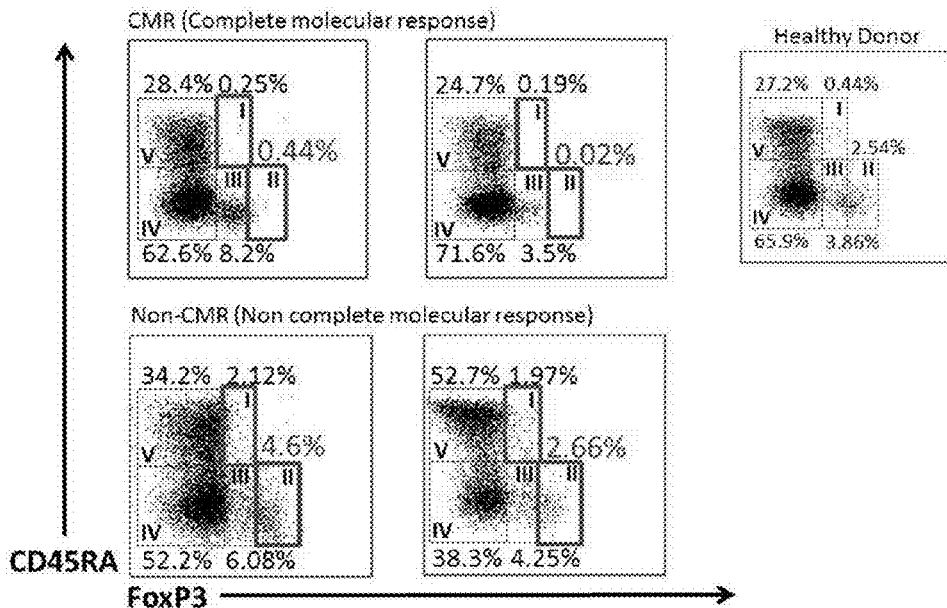 CMR (Complete molecular response)
28.4% 0.25%
I
0.44%
V
III II
IV
62.6% 8.2%
24.7% 0.19%
I
0.02%
V
III II
IV
71.6% 3.5%
Healthy Donor
27.2% 0.44%
I
2.54%
V
III II
IV
65.9% 3.86%
Non-CMR (Non complete molecular response)
34.2% 2.12%
I
4.6%
V
III II
IV
52.2% 6.08%
52.7% 1.97%
I
2.66%
V
III II
IV
38.3% 4.25%
CD45RA
FoxP3